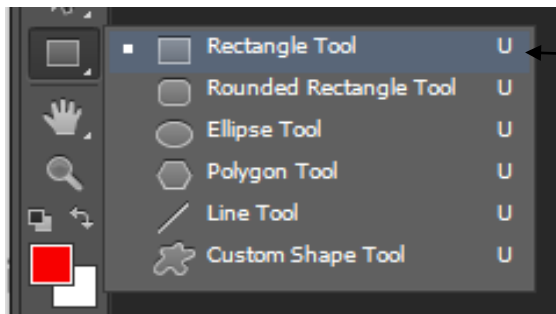 Rectangle Tool U
Rounded Rectangle Tool U
Ellipse Tool U
Polygon Tool U
Line Tool U
Custom Shape Tool U